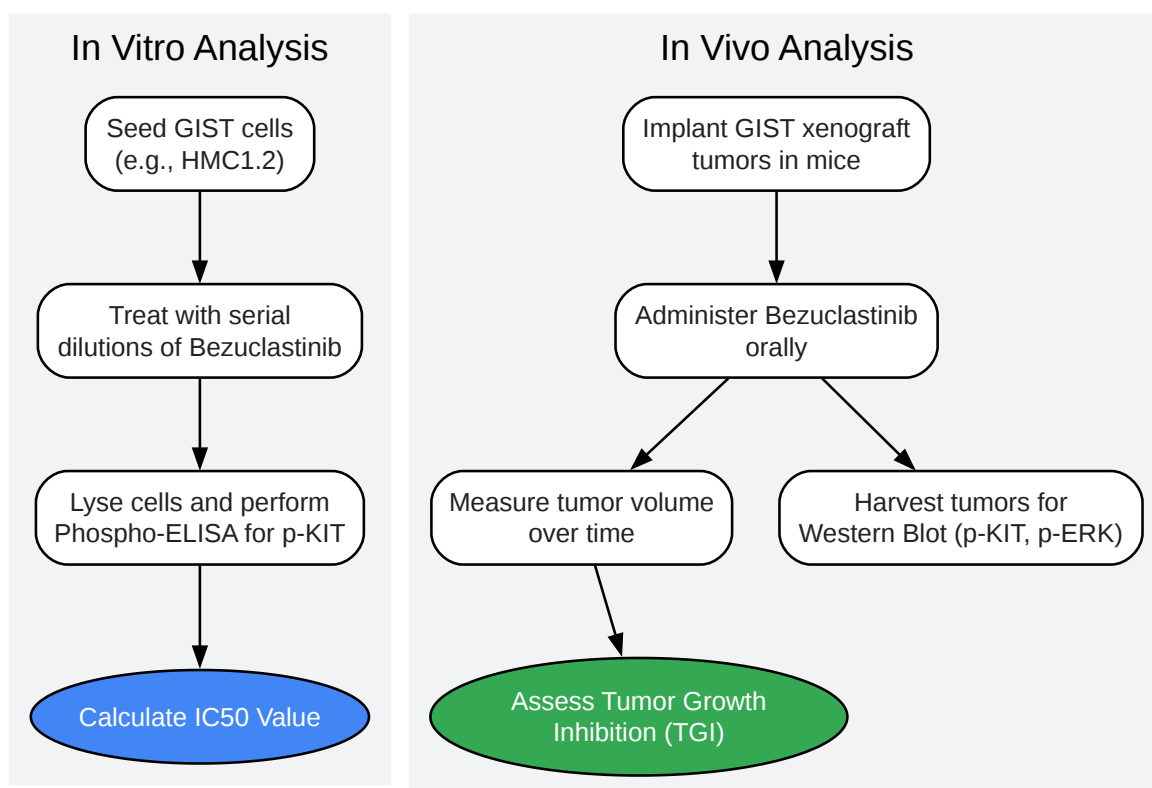 In Vitro Analysis
Seed GIST cells
(e.g., HMC1.2)
Treat with serial
dilutions of Bezuclastinib
Lyse cells and perform
Phospho-ELISA for p-KIT
Calculate IC50 Value
In Vivo Analysis
Implant GIST xenograft
tumors in mice
Administer Bezuclastinib
orally
Measure tumor volume
over time
Harvest tumors for
Western Blot (p-KIT, p-ERK)
Assess Tumor Growth
Inhibition (TGI)